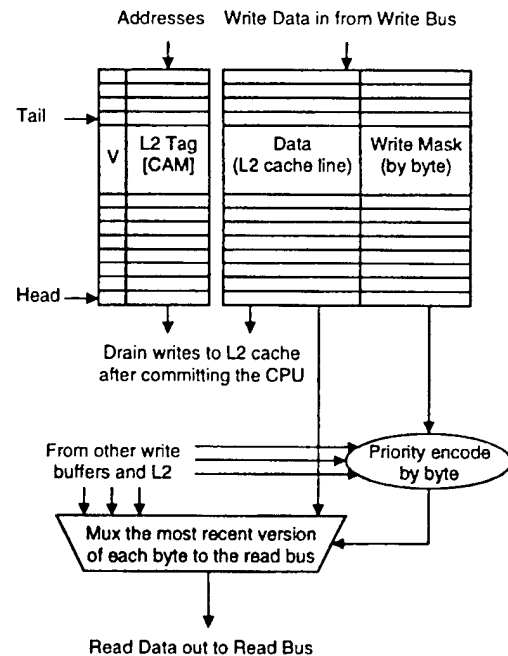 Addresses
Write Data in from Write Bus
Tail
V
L2 Tag
[CAM]
Data
(L2 cache line)
Write Mask
(by byte)
Head
Drain writes to L2 cache
after committing the CPU
From other write
buffers and L2
Priority encode
by byte
Mux the most recent version
of each byte to the read bus
Read Data out to Read Bus